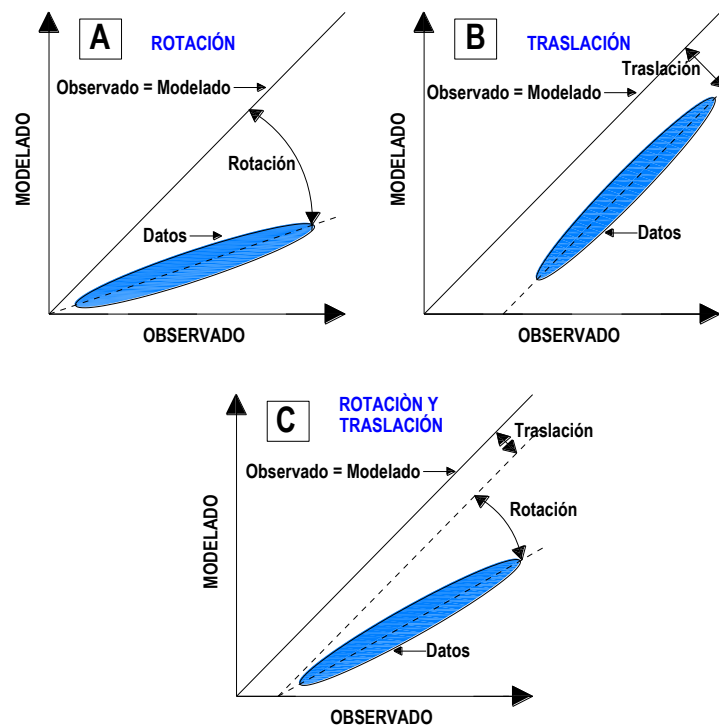 A
ROTACIÓN
Observado = Modelado
Rotación
Datos
MODELADO
OBSERVADO
B
TRASLACIÓN
Traslación
Observado = Modelado
Datos
MODELADO
OBSERVADO
C
ROTACIÒN Y
TRASLACIÓN
Traslación
Observado = Modelado
Rotación
Datos
MODELADO
OBSERVADO